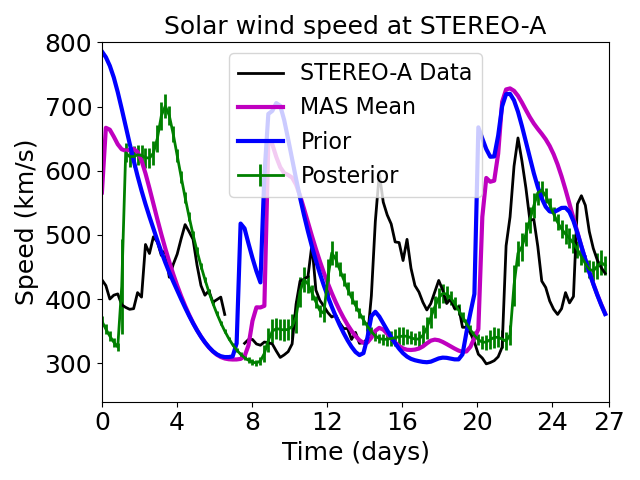 Solar wind speed at STEREO-A
800
700
600
500
400
300
Speed (km/s)
STEREO-A Data
MAS Mean
Prior
Posterior
0 4 8 12 16 20 24 27
Time (days)